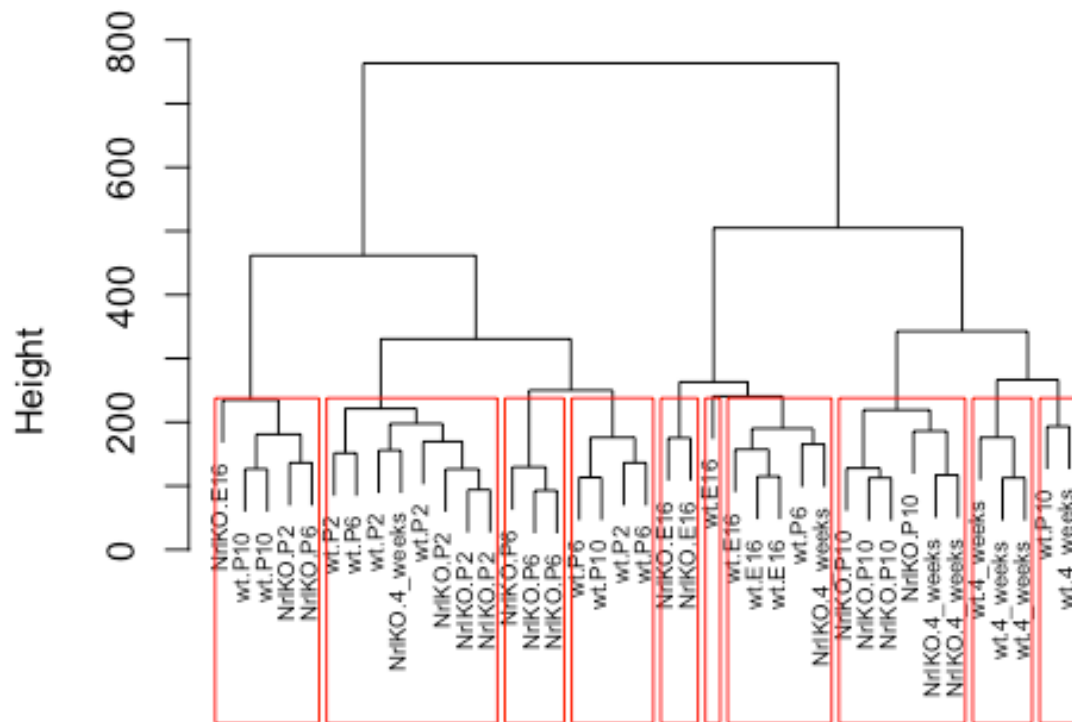 800
600
400
200
0
Height
NrlKO.E16
wt.P10
wt.P10
NrlKO.P2
NrlKO.P6
wt.P2
wt.P6
wt.P2
NrlKO.4_weeks
wt.P2
NrlKO.P2
NrlKO.P2
NrlKO.P2
NrlKO.P6
NrlKO.P6
NrlKO.P6
wt.P6
wt.P10
wt.P2
wt.P6
NrlKO.E16
NrlKO.E16
wt.E16
wt.E16
wt.E16
wt.E16
wt.P6
NrlKO.4_weeks
NrlKO.P10
NrlKO.P10
NrlKO.P10
NrlKO.P10
NrlKO.4_weeks
NrlKO.4_weeks
wt.4_weeks
wt.4_weeks
wt.4_weeks
wt.P10
wt.4_weeks